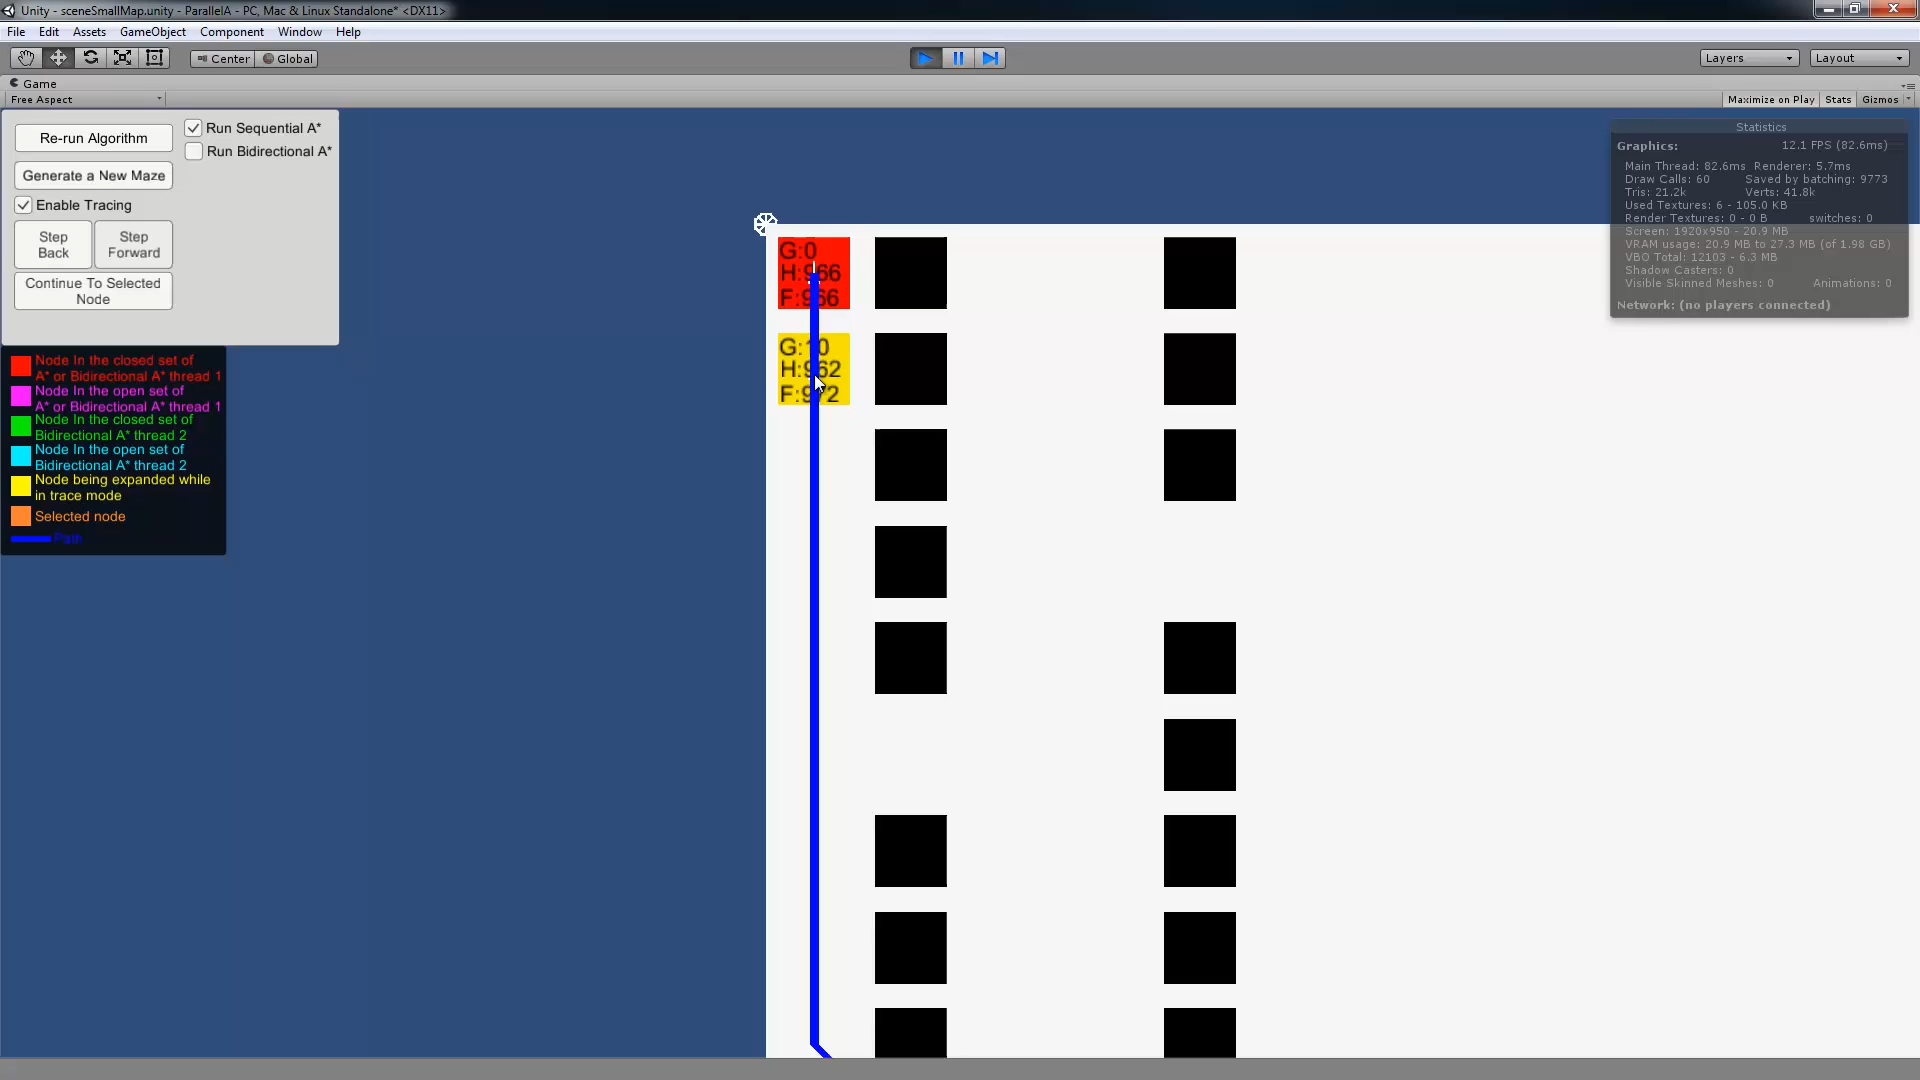 Unity - sceneSmallMap.unity - ParallelA - PC, Mac & Linux Standalone* <DX11>
File Edit Assets GameObject Component Window Help
Center Global Layers Layout
Game
Free Aspect Maximize on Play Stats Gizmos
Re-run Algorithm
Run Sequential A*
Run Bidirectional A*
Generate a New Maze
Enable Tracing
Step
Back
Step
Forward
Continue To Selected
Node
Node In the closed set of
A* or Bidirectional A* thread 1
Node In the open set of
A* or Bidirectional A* thread 1
Node In the closed set of
Bidirectional A* thread 2
Node In the open set of
Bidirectional A* thread 2
Node being expanded while
in trace mode
Selected node
Path
G:0
H:966
F:966
G:10
H:962
F:972
Statistics
Graphics: 12.1 FPS (82.6ms)
Main Thread: 82.6ms Renderer: 5.7ms
Draw Calls: 60 Saved by batching: 9773
Tris: 21.2k Verts: 41.8k
Used Textures: 6 - 105.0 KB
Render Textures: 0 - 0 B switches: 0
Screen: 1920x950 - 20.9 MB
VRAM usage: 20.9 MB to 27.3 MB (of 1.98 GB)
VBO Total: 12103 - 6.3 MB
Shadow Casters: 0
Visible Skinned Meshes: 0 Animations: 0
Network: (no players connected)